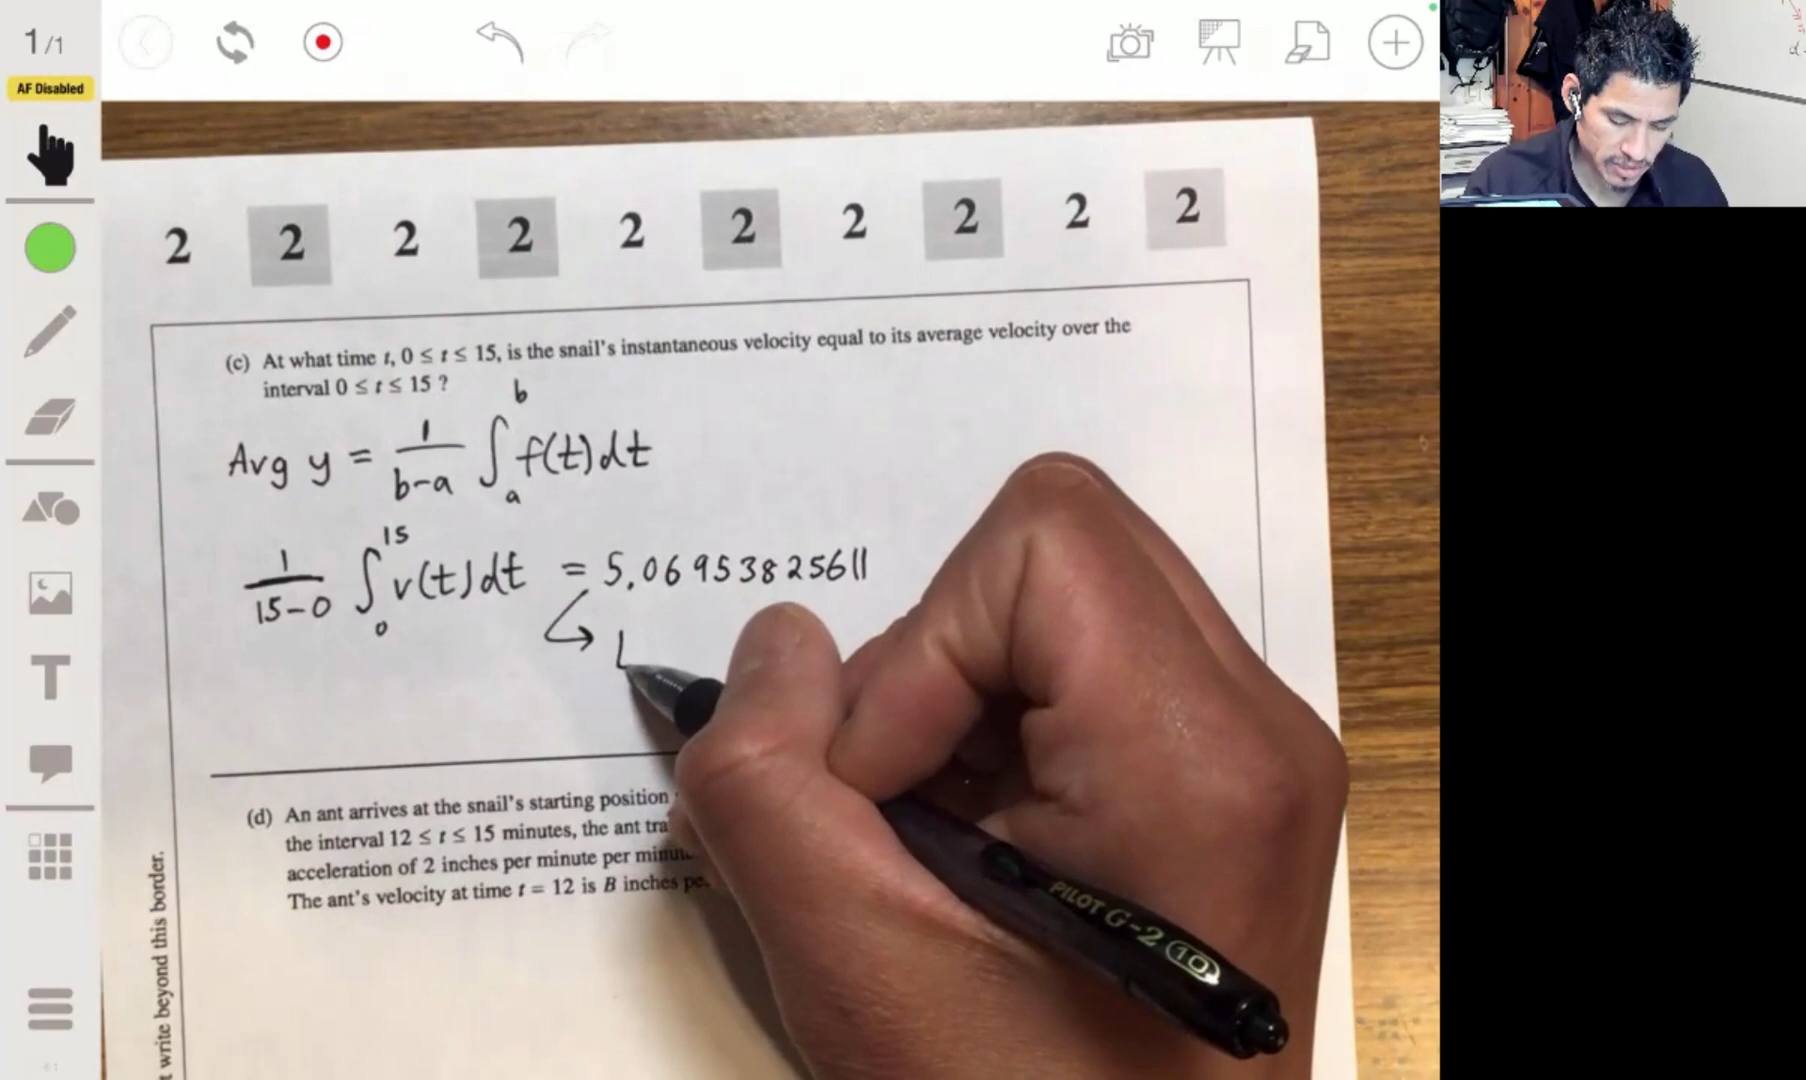 1/1
AF Disabled
2 2 2 2 2 2 2 2 2 2
(c) At what time t, 0 ≤ t ≤ 15, is the snail's instantaneous velocity equal to its average velocity over the
interval 0 ≤ t ≤ 15 ?
Avg y = 1/(b-a) ∫_a^b f(t)dt
1/(15-0) ∫_0^15 v(t)dt = 5.06953825611
(d) An ant arrives at the snail's starting position
the interval 12 ≤ t ≤ 15 minutes, the ant
acceleration of 2 inches per minute per
The ant's velocity at time t = 12 is B inches
write beyond this border.
T
PILOT G-2 10